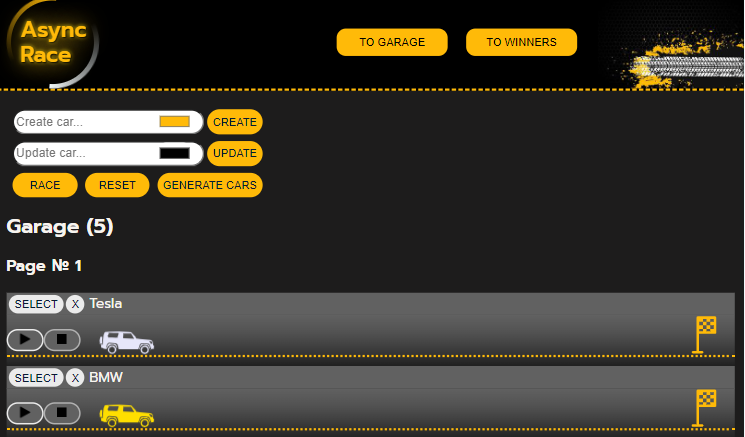 Async
Race
TO GARAGE
TO WINNERS
Create car...
CREATE
Update car...
UPDATE
RACE
RESET
GENERATE CARS
Garage (5)
Page № 1
SELECT X Tesla
SELECT X BMW